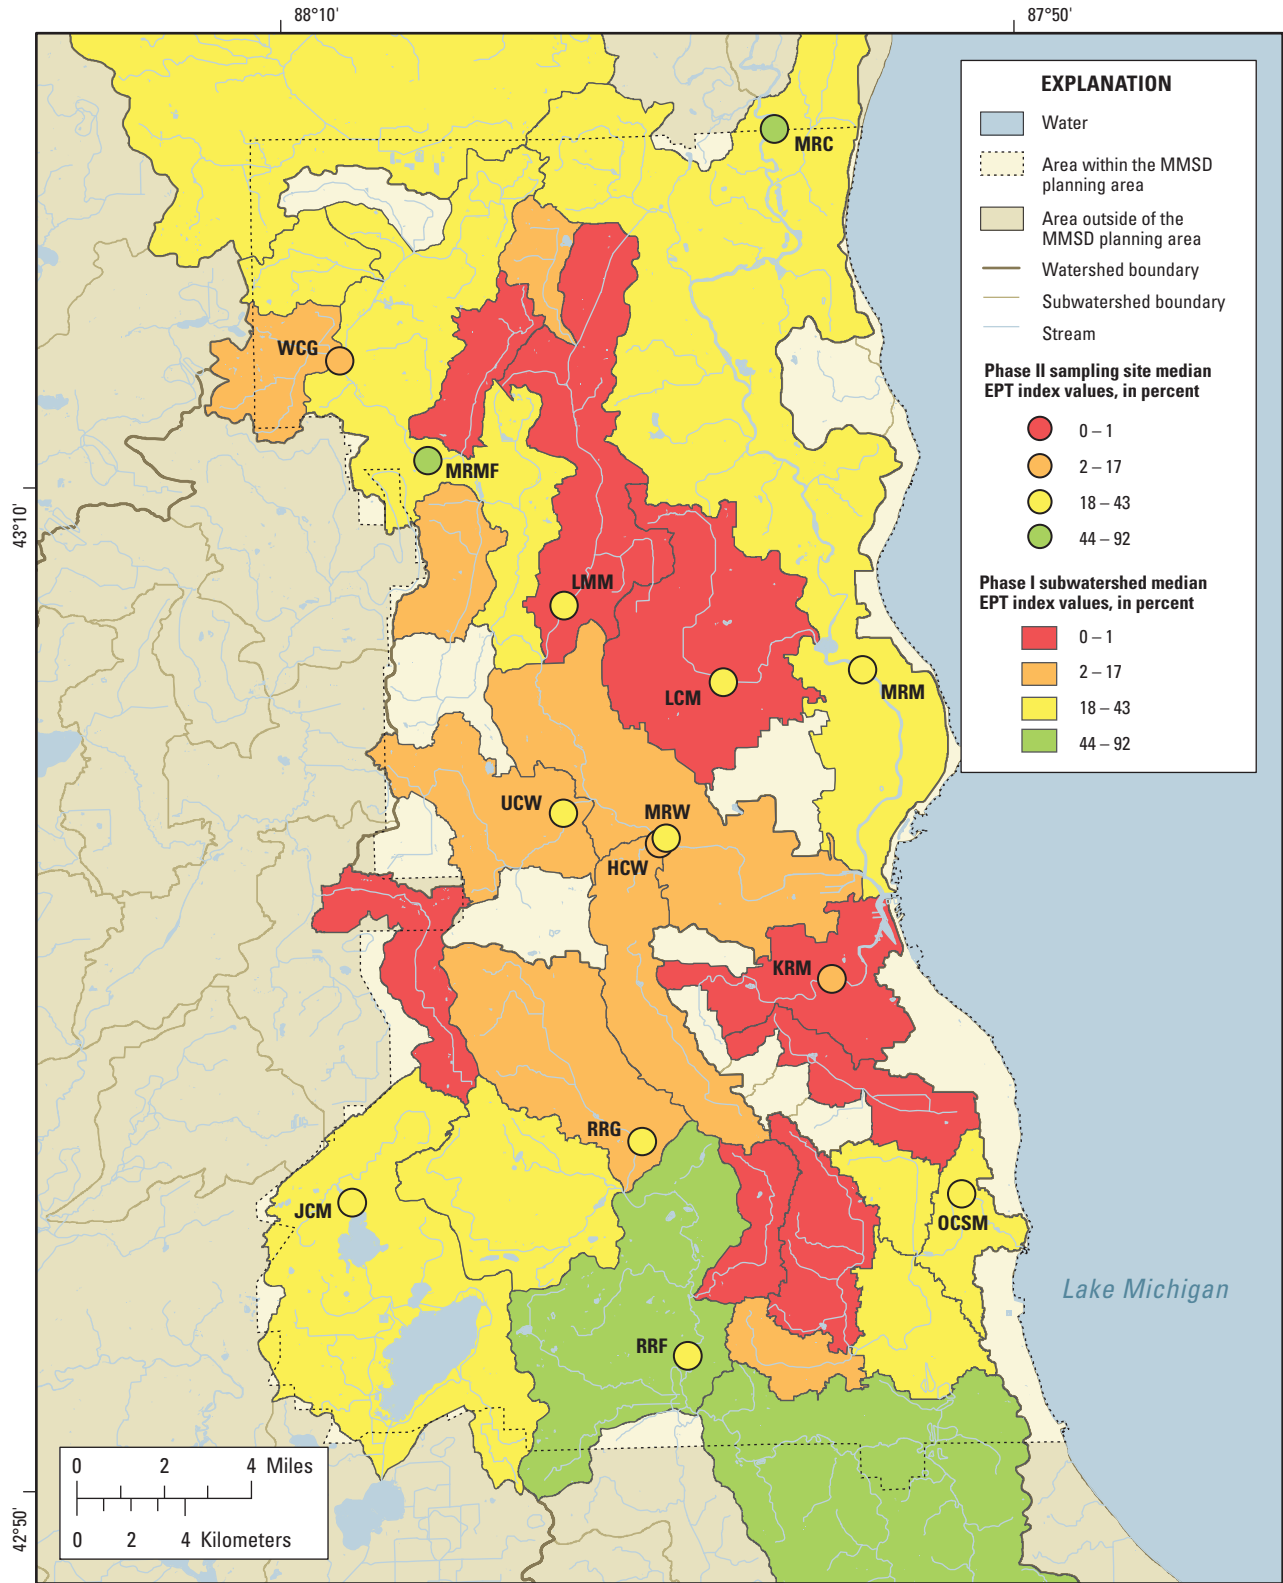 88°10'
87°50'
EXPLANATION
Water
Area within the MMSD
planning area
Area outside of the
MMSD planning area
Watershed boundary
Subwatershed boundary
Stream
Phase II sampling site median
EPT index values, in percent
0 – 1
2 – 17
18 – 43
44 – 92
Phase I subwatershed median
EPT index values, in percent
0 – 1
2 – 17
18 – 43
44 – 92
MRC
WCG
MRMF
43°10'
LMM
LCM
MRM
UCW
MRW
HCW
KRM
RRG
JCM
OCSM
Lake Michigan
RRF
0 2 4 Miles
0 2 4 Kilometers
42°50'